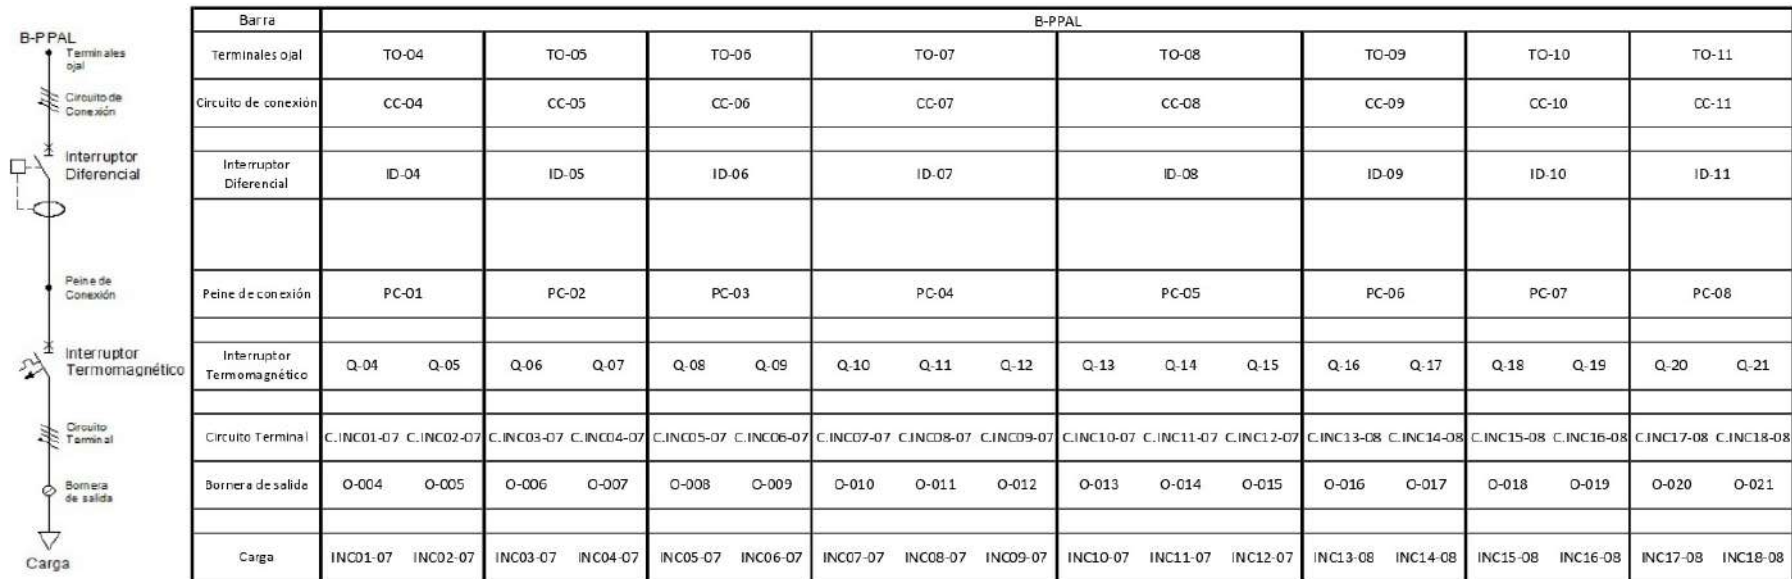 B-PPAL
Terminales
ojal
Circuito de
Conexión
Interruptor
Diferencial
Peine de
Conexión
Interruptor
Termomagnético
Circuito
Terminal
Bornera
de salida
Carga
Barra B-PPAL
Terminales ojal TO-04 TO-05 TO-06 TO-07 TO-08 TO-09 TO-10 TO-11
Circuito de conexión CC-04 CC-05 CC-06 CC-07 CC-08 CC-09 CC-10 CC-11
Interruptor
Diferencial ID-04 ID-05 ID-06 ID-07 ID-08 ID-09 ID-10 ID-11
Peine de conexión PC-01 PC-02 PC-03 PC-04 PC-05 PC-06 PC-07 PC-08
Interruptor
Termomagnético Q-04 Q-05 Q-06 Q-07 Q-08 Q-09 Q-10 Q-11 Q-12 Q-13 Q-14 Q-15 Q-16 Q-17 Q-18 Q-19 Q-20 Q-21
Circuito Terminal C.INC01-07 C.INC02-07 C.INC03-07 C.INC04-07 C.INC05-07 C.INC06-07 C.INC07-07 C.INC08-07 C.INC09-07 C.INC10-07 C.INC11-07 C.INC12-07 C.INC13-08 C.INC14-08 C.INC15-08 C.INC16-08 C.INC17-08 C.INC18-08
Bornera de salida O-004 O-005 O-006 O-007 O-008 O-009 O-010 O-011 O-012 O-013 O-014 O-015 O-016 O-017 O-018 O-019 O-020 O-021
Carga INC01-07 INC02-07 INC03-07 INC04-07 INC05-07 INC06-07 INC07-07 INC08-07 INC09-07 INC10-07 INC11-07 INC12-07 INC13-08 INC14-08 INC15-08 INC16-08 INC17-08 INC18-08